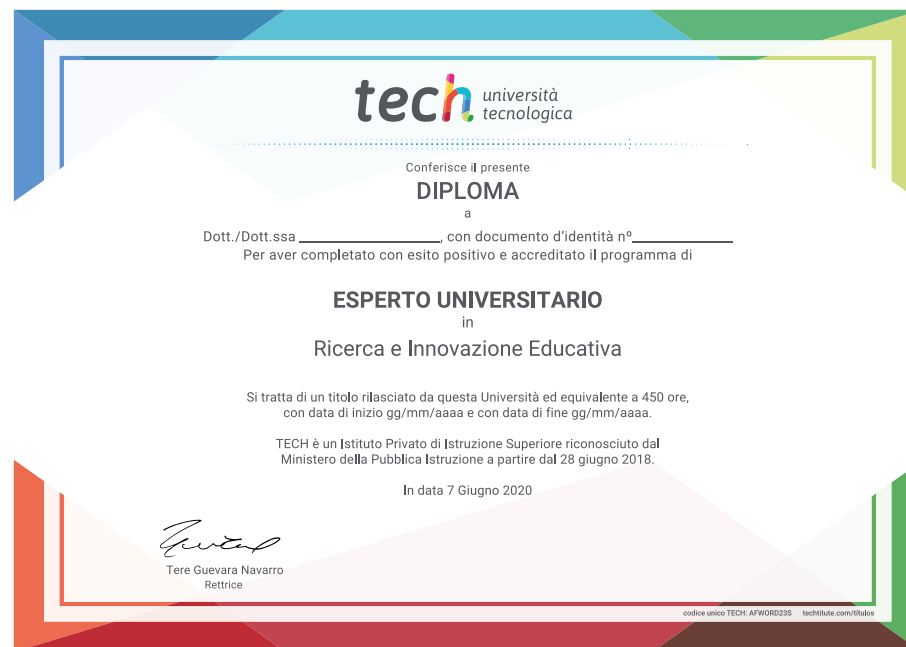 tech università
tecnologica
Conferisce il presente
DIPLOMA
a
Dott./Dott.ssa ____________________, con documento d'identità nº______________
Per aver completato con esito positivo e accreditato il programma di
ESPERTO UNIVERSITARIO
in
Ricerca e Innovazione Educativa
Si tratta di un titolo rilasciato da questa Università ed equivalente a 450 ore,
con data di inizio gg/mm/aaaa e con data di fine gg/mm/aaaa.
TECH è un Istituto Privato di Istruzione Superiore riconosciuto dal
Ministero della Pubblica Istruzione a partire dal 28 giugno 2018.
In data 7 Giugno 2020
Tere Guevara Navarro
Rettrice
codice unico TECH: AFWORD23S techtitute.com/títulos